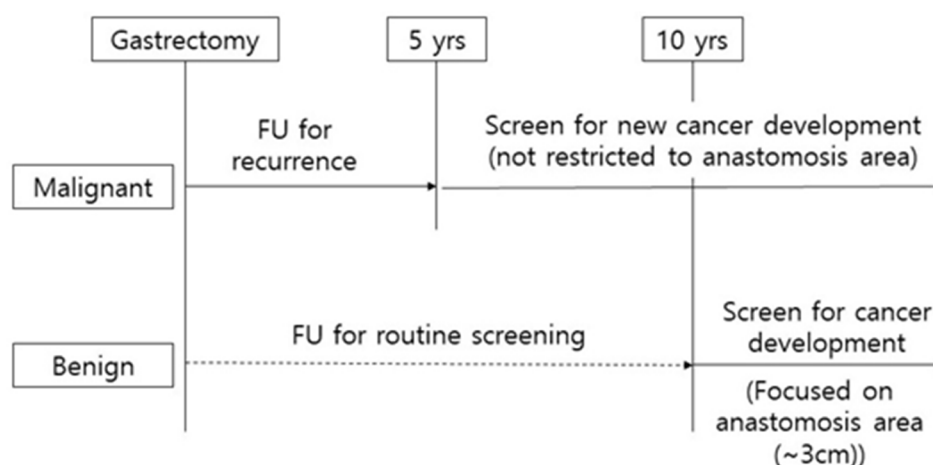 Gastrectomy
5 yrs
10 yrs
FU for
recurrence
Screen for new cancer development
(not restricted to anastomosis area)
Malignant
FU for routine screening
Screen for cancer
development
Benign
(Focused on
anastomosis area
(~3cm))